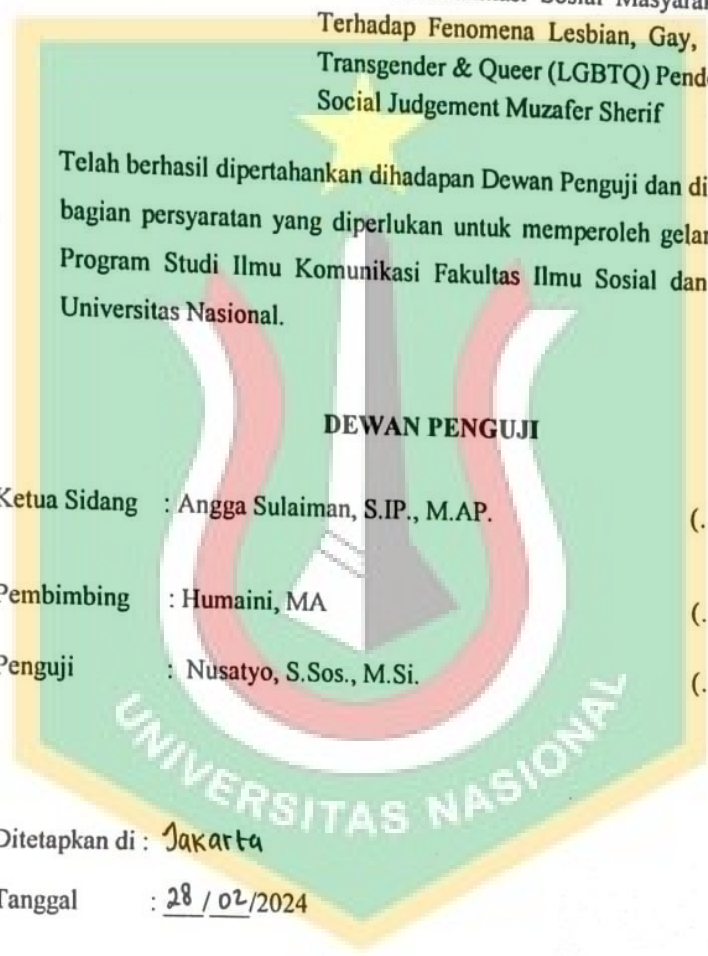 Sosial
Terhadap Fenomena Lesbian, Gay,
Transgender & Queer (LGBTQ)
Social Judgement Muzafer Sherif
Telah berhasil dipertahankan dihadapan Dewan Penguji dan
bagian persyaratan yang diperlukan untuk memperoleh gelar
Program Studi Ilmu Komunikasi Fakultas Ilmu Sosial dan
Universitas Nasional.
DEWAN PENGUJI
Ketua Sidang : Angga Sulaiman, S.IP., M.AP. (.
Pembimbing : Humaini, MA (.
Penguji : Nusatyo, S.Sos., M.Si. (.
UNIVERSITAS NASIONAL
Ditetapkan di : Jakarta
Tanggal : 28 / 02 /2024